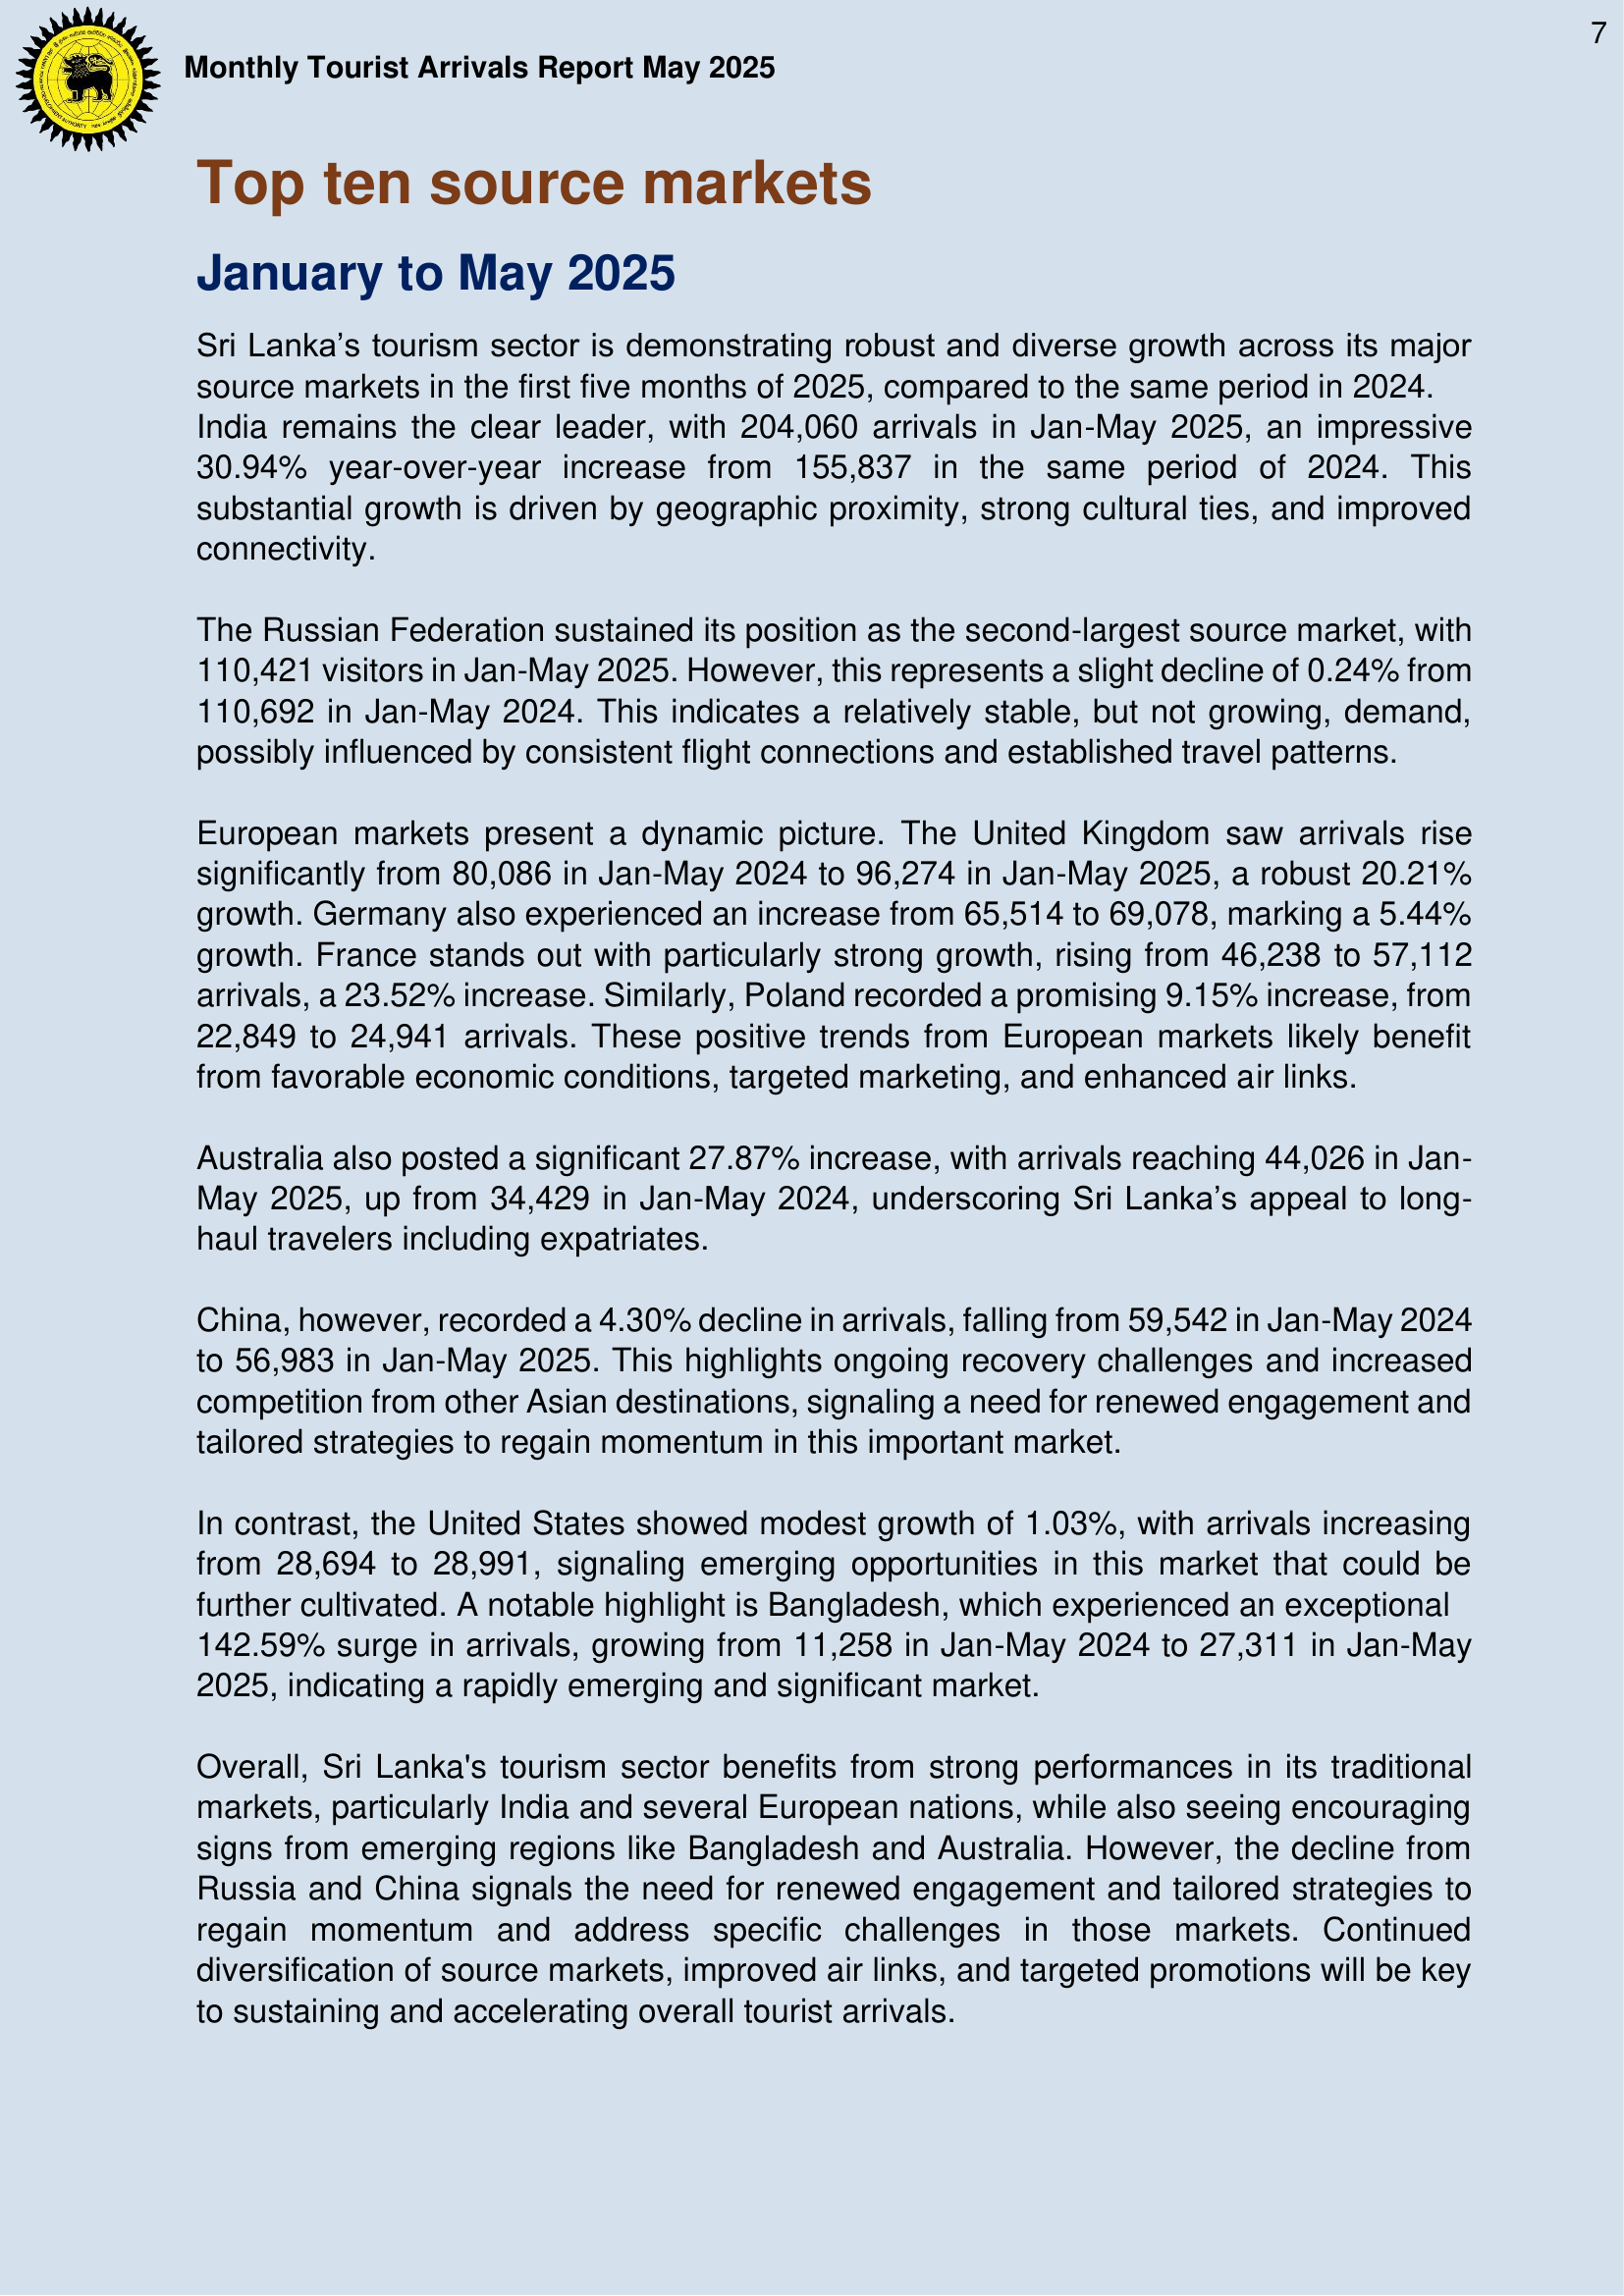 7
Monthly Tourist Arrivals Report May 2025
Top ten source markets
January to May 2025
Sri Lanka’s tourism sector is demonstrating robust and diverse growth across its major
source markets in the first five months of 2025, compared to the same period in 2024.
India remains the clear leader, with 204,060 arrivals in Jan-May 2025, an impressive
30.94% year-over-year increase from 155,837 in the same period of 2024. This
substantial growth is driven by geographic proximity, strong cultural ties, and improved
connectivity.
The Russian Federation sustained its position as the second-largest source market, with
110,421 visitors in Jan-May 2025. However, this represents a slight decline of 0.24% from
110,692 in Jan-May 2024. This indicates a relatively stable, but not growing, demand,
possibly influenced by consistent flight connections and established travel patterns.
European markets present a dynamic picture. The United Kingdom saw arrivals rise
significantly from 80,086 in Jan-May 2024 to 96,274 in Jan-May 2025, a robust 20.21%
growth. Germany also experienced an increase from 65,514 to 69,078, marking a 5.44%
growth. France stands out with particularly strong growth, rising from 46,238 to 57,112
arrivals, a 23.52% increase. Similarly, Poland recorded a promising 9.15% increase, from
22,849 to 24,941 arrivals. These positive trends from European markets likely benefit
from favorable economic conditions, targeted marketing, and enhanced air links.
Australia also posted a significant 27.87% increase, with arrivals reaching 44,026 in Jan-
May 2025, up from 34,429 in Jan-May 2024, underscoring Sri Lanka’s appeal to long-
haul travelers including expatriates.
China, however, recorded a 4.30% decline in arrivals, falling from 59,542 in Jan-May 2024
to 56,983 in Jan-May 2025. This highlights ongoing recovery challenges and increased
competition from other Asian destinations, signaling a need for renewed engagement and
tailored strategies to regain momentum in this important market.
In contrast, the United States showed modest growth of 1.03%, with arrivals increasing
from 28,694 to 28,991, signaling emerging opportunities in this market that could be
further cultivated. A notable highlight is Bangladesh, which experienced an exceptional
142.59% surge in arrivals, growing from 11,258 in Jan-May 2024 to 27,311 in Jan-May
2025, indicating a rapidly emerging and significant market.
Overall, Sri Lanka's tourism sector benefits from strong performances in its traditional
markets, particularly India and several European nations, while also seeing encouraging
signs from emerging regions like Bangladesh and Australia. However, the decline from
Russia and China signals the need for renewed engagement and tailored strategies to
regain momentum and address specific challenges in those markets. Continued
diversification of source markets, improved air links, and targeted promotions will be key
to sustaining and accelerating overall tourist arrivals.